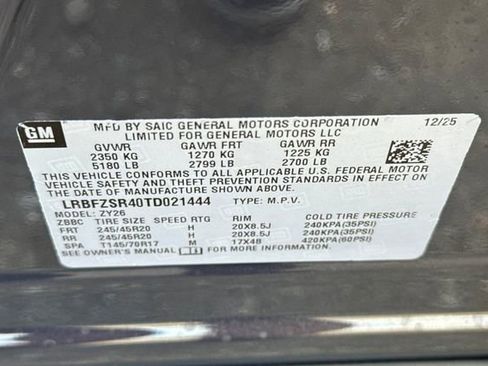 GM MFD BY SAIC GENERAL MOTORS CORPORATION 12/25
LIMITED FOR GENERAL MOTORS LLC
GVWR GAWR FRT GAWR RR
2350 KG 1270 KG 1225 KG
5180 LB 2799 LB 2700 LB
THIS VEHICLE CONFORMS TO ALL APPLICABLE U.S. FEDERAL MOTOR
VEHICLE SAFETY AND THEFT PREVENTION STANDARDS IN EFFECT ON THE
DATE OF MANUFACTURE SHOWN ABOVE.
LRBFZSR40TD021444 TYPE: M.P.V.
MODEL: ZY26
ZBBC TIRE SIZE SPEED RTG RIM COLD TIRE PRESSURE
FRT 245/45R20 H 20X8.5J 240KPA(35PSI)
RR 245/45R20 H 20X8.5J 240KPA(35PSI)
SPA T145/70R17 M 17X4B 420KPA(60PSI)
SEE OWNER'S MANUAL FOR MORE INFORMATION.